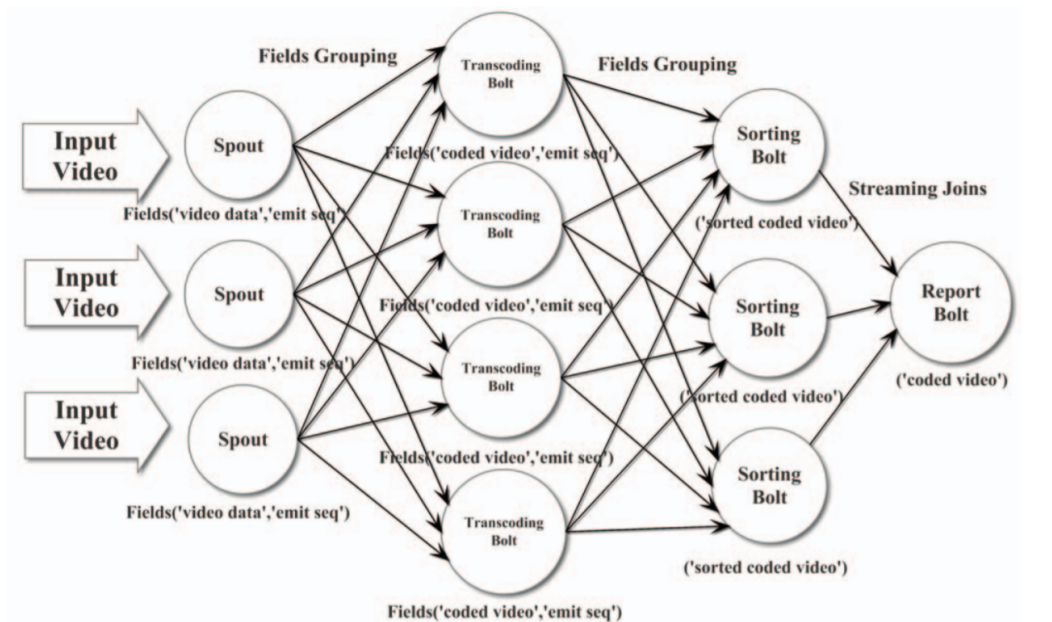 Fields Grouping
Fields Grouping
Transcoding
Bolt
Input
Video
Spout
Sorting
Bolt
Fields('coded video','emit seq')
Streaming Joins
Fields('video data','emit seq')
Transcoding
Bolt
('sorted coded video')
Input
Video
Spout
Report
Bolt
Fields('coded video','emit seq')
Sorting
Bolt
Fields('video data','emit seq')
Transcoding
Bolt
('coded video')
('sorted coded video')
Input
Video
Spout
Fields('coded video','emit seq')
Sorting
Bolt
Fields('video data','emit seq')
Transcoding
Bolt
('sorted coded video')
Fields('coded video','emit seq')